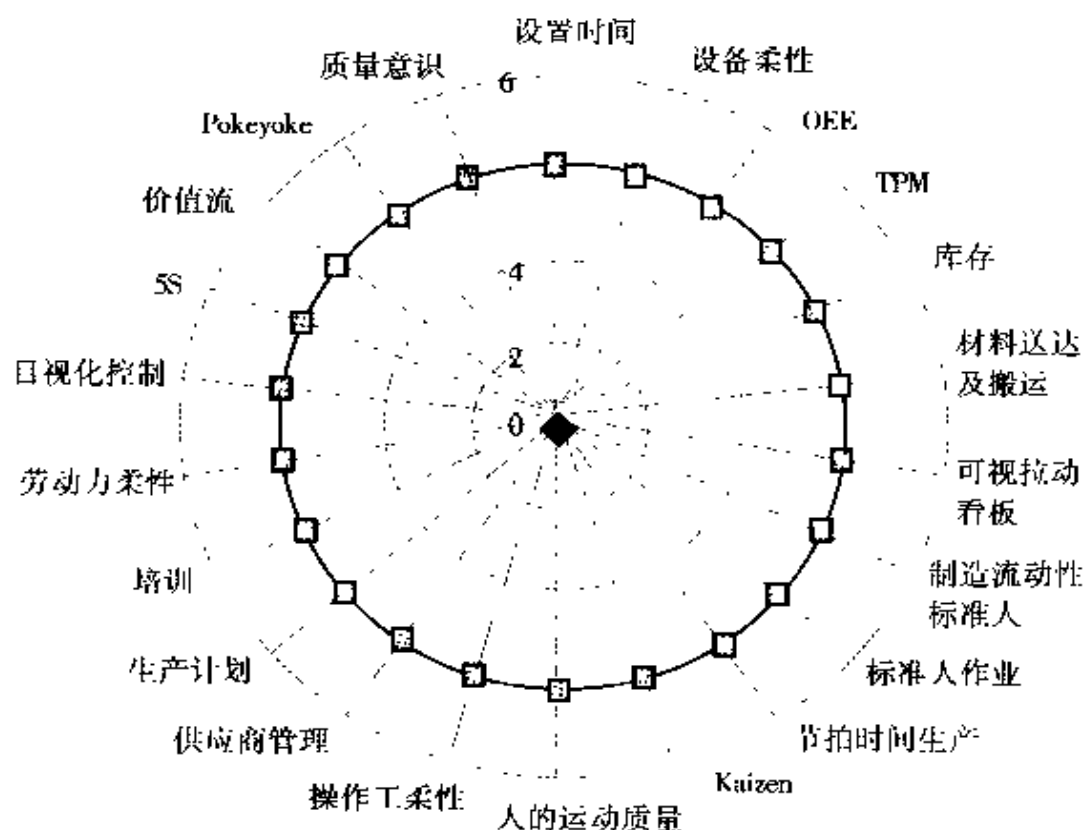 设置时间
设备柔性
OEE
TPM
库存
材料送达
及搬运
可视拉动
看板
制造流动性
标准人
标准人作业
节拍时间生产
Kaizen
人的运动质量
操作工柔性
供应商管理
生产计划
培训
劳动力柔性
目视化控制
5S
价值流
Pokeyoke
质量意识
6
4
2
0